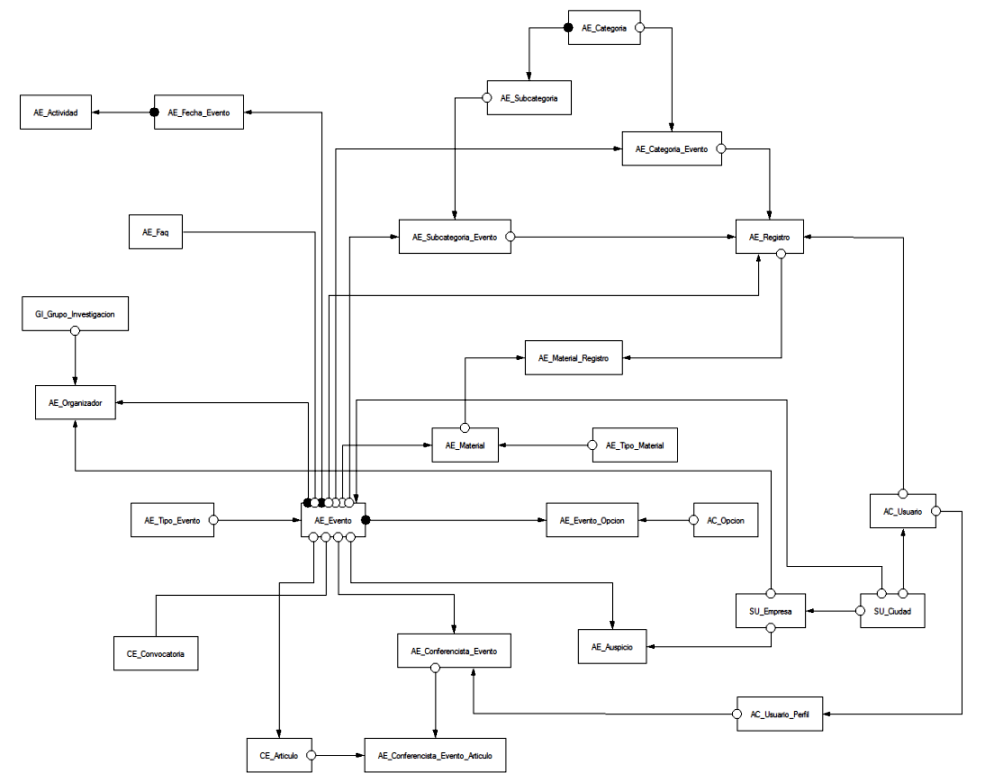 AE_Categoria
AE_Subcategoria
AE_Actividad
AE_Fecha_Evento
AE_Categoria_Evento
AE_Faq
AE_Subcategoria_Evento
AE_Registro
GI_Grupo_Investigacion
AE_Material_Registro
AE_Organizador
AE_Material
AE_Tipo_Material
AE_Tipo_Evento
AE_Evento
AE_Evento_Opcion
AC_Opcion
AC_Usuario
SU_Empresa
SU_Ciudad
CE_Convocatoria
AE_Conferencista_Evento
AE_Auspicio
AC_Usuario_Perfil
CE_Articulo
AE_Conferencista_Evento_Articulo